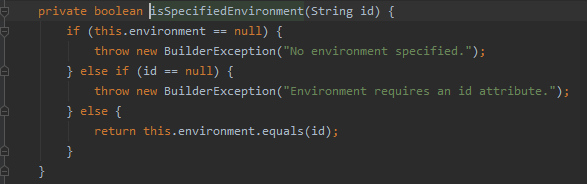 private boolean isSpecifiedEnvironment(String id) {
if (this.environment == null) {
throw new BuilderException("No environment specified.");
} else if (id == null) {
throw new BuilderException("Environment requires an id attribute.");
} else {
return this.environment.equals(id);
}
}